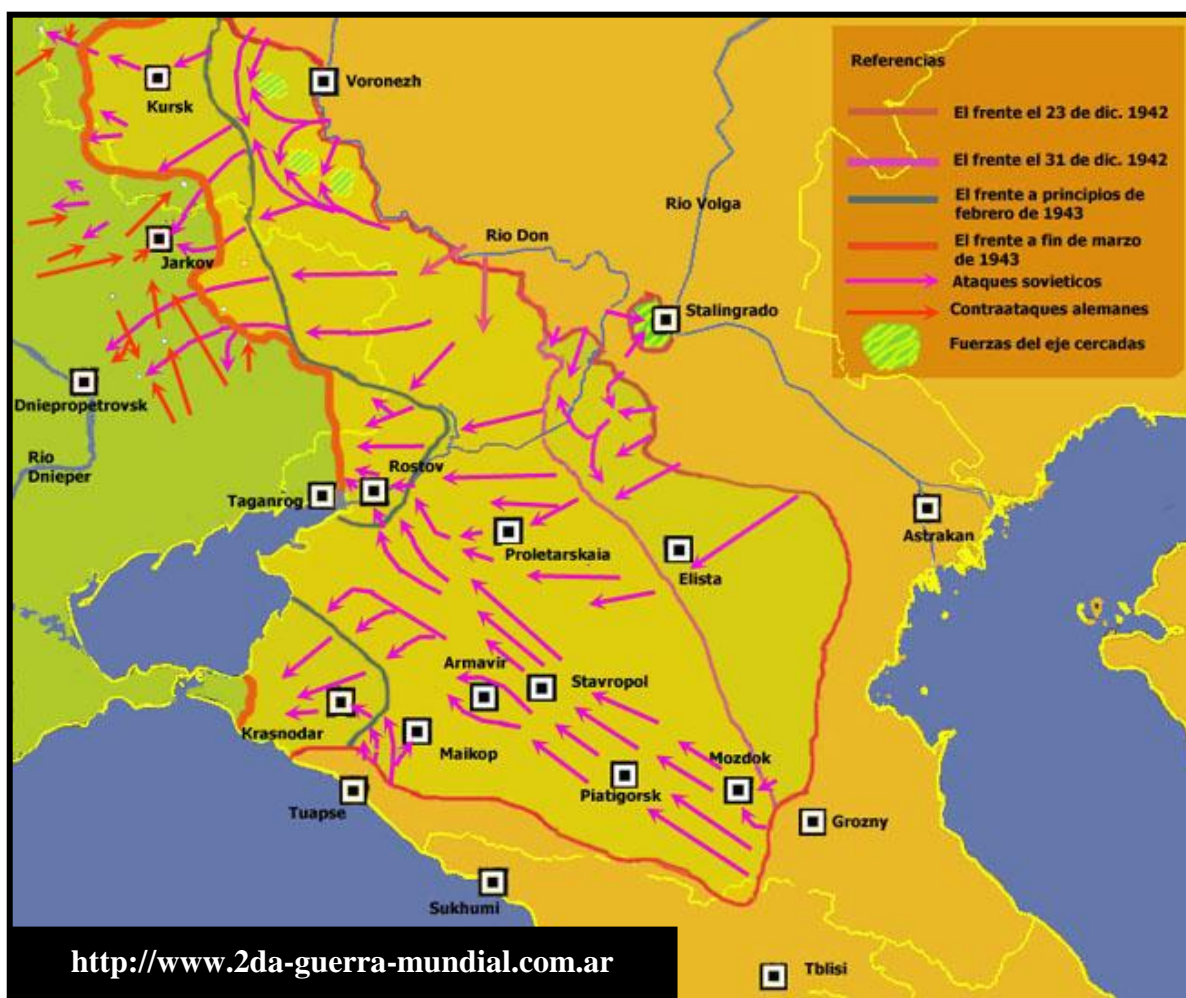 Referencias
El frente el 23 de dic. 1942
El frente el 31 de dic. 1942
El frente a principios de
febrero de 1943
El frente a fin de marzo
de 1943
Ataques sovieticos
Contraataques alemanes
Fuerzas del eje cercadas
Voronezh
Kursk
Rio Volga
Rio Don
Jarkov
Stalingrado
Dniepropetrovsk
Rio
Dnieper
Rostov
Taganrog
Astrakan
Proletarskaia
Elista
Armavir
Stavropol
Krasnodar
Maikop
Mozdok
Piatigorsk
Tuapse
Grozny
Sukhumi
Tblisi
http://www.2da-guerra-mundial.com.ar